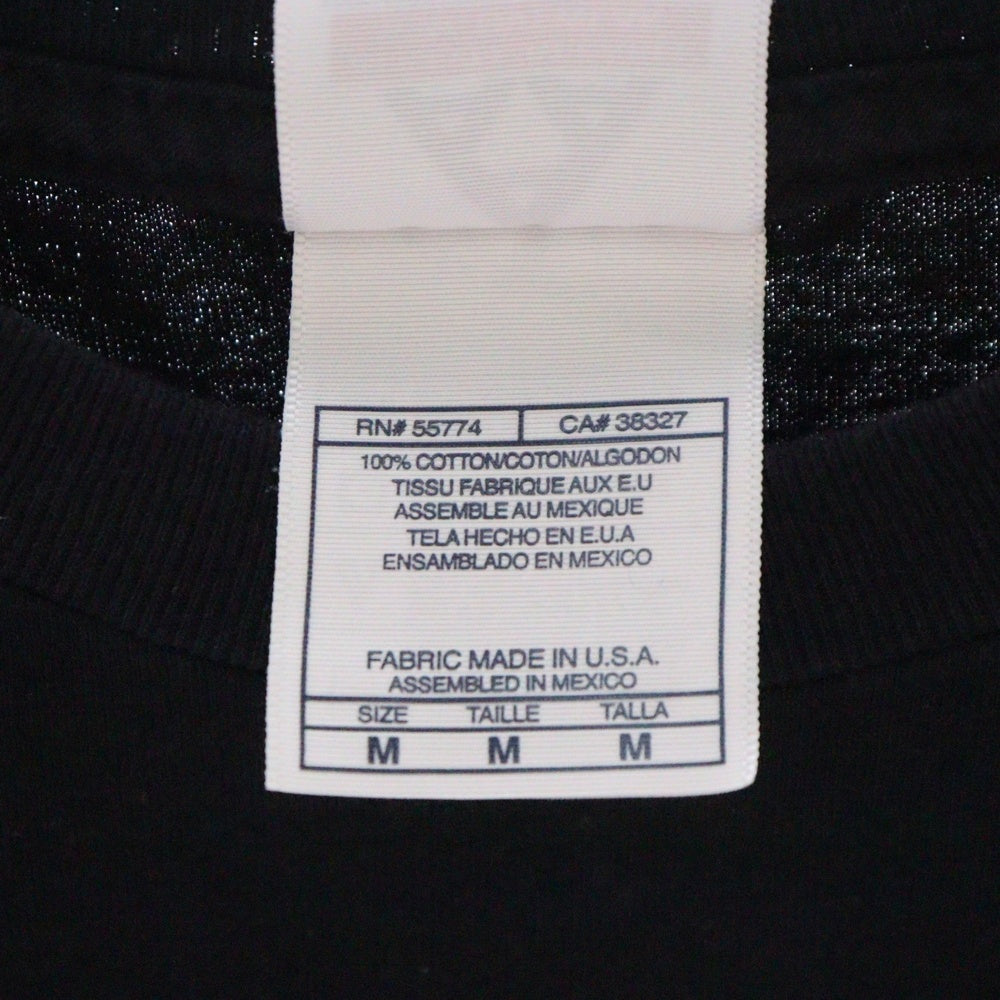 RN# 55774 CA# 38327
100% COTTON/COTON/ALGODON
TISSU FABRIQUE AUX E.U
ASSEMBLE AU MEXIQUE
TELA HECHO EN E.U.A
ENSAMBLADO EN MEXICO
FABRIC MADE IN U.S.A.
ASSEMBLED IN MEXICO
SIZE TAILLE TALLA
M M M